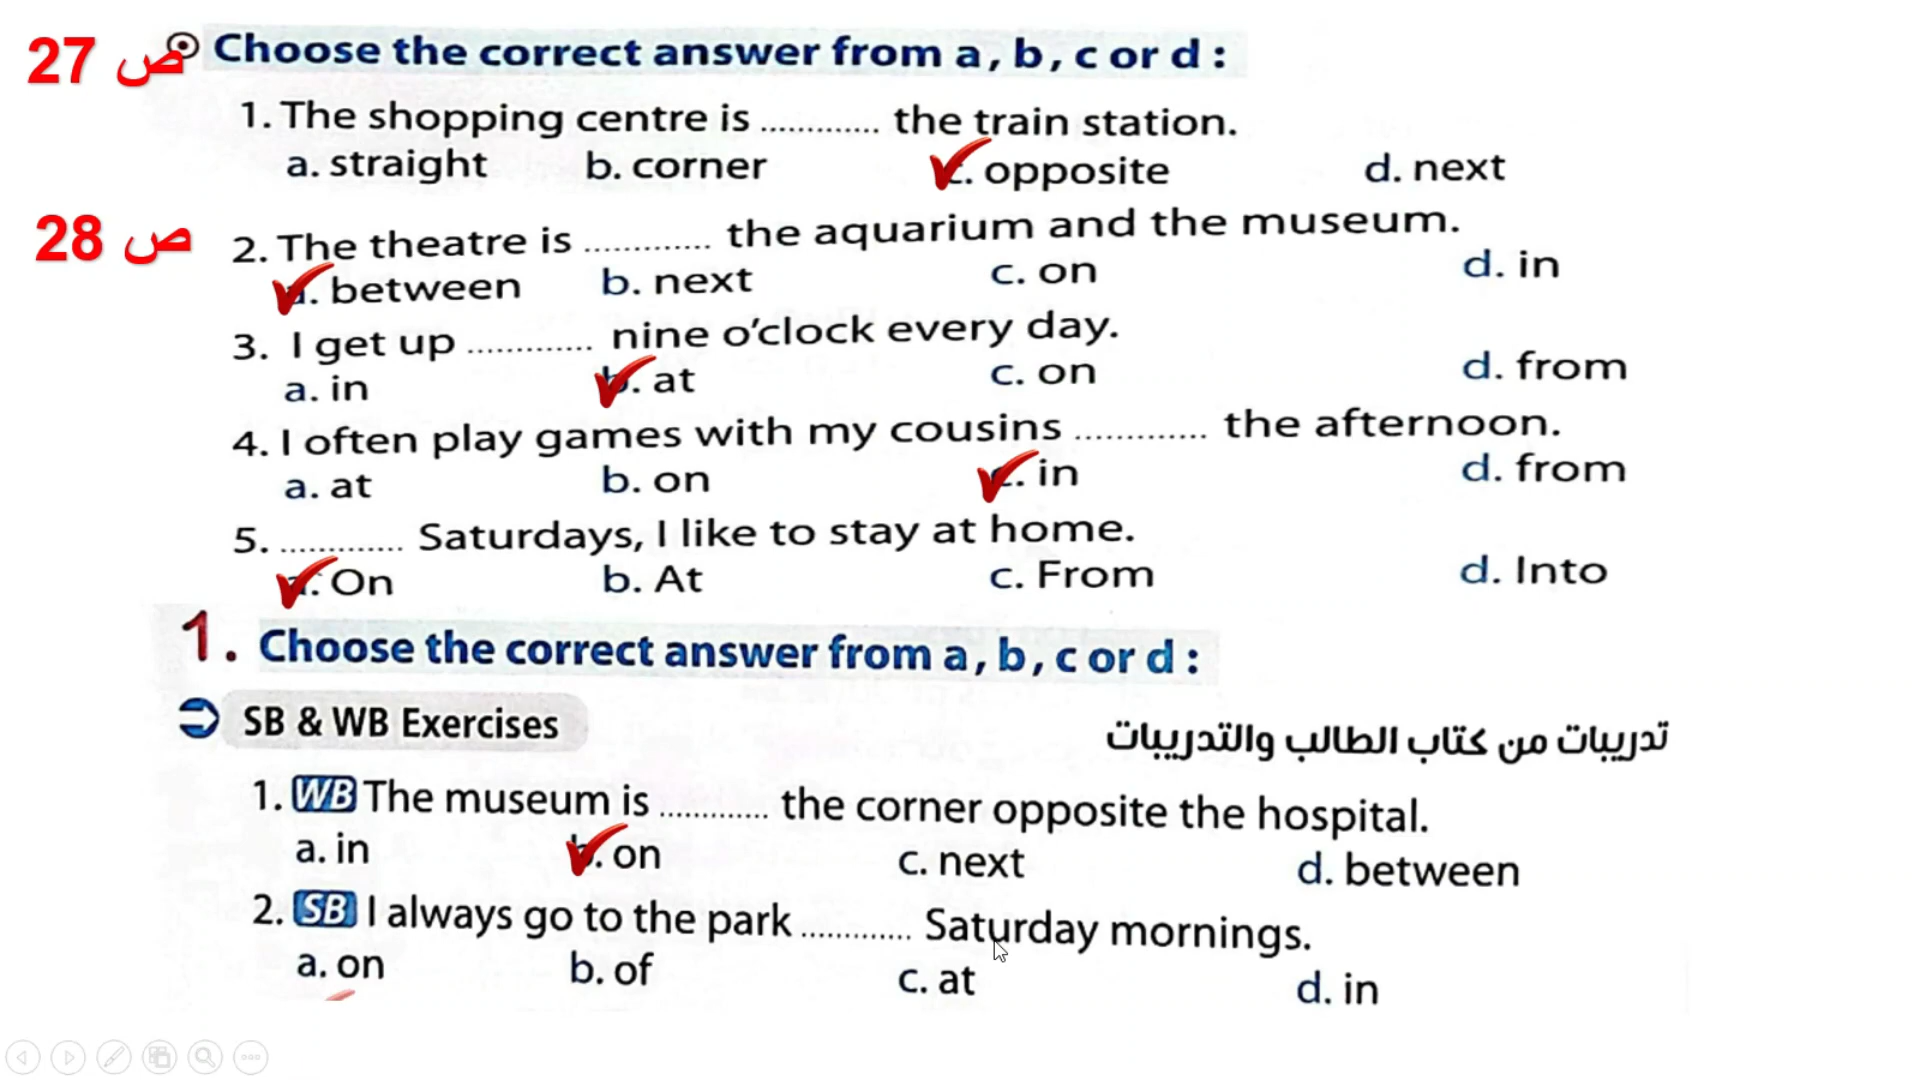 ص 27
Choose the correct answer from a, b, c or d :
1. The shopping centre is ............. the train station.
a. straight b. corner c. opposite d. next
ص 28
2. The theatre is ............. the aquarium and the museum.
a. between b. next c. on d. in
3. I get up ............. nine o'clock every day.
a. in b. at c. on d. from
4. I often play games with my cousins ............. the afternoon.
a. at b. on c. in d. from
5. ............. Saturdays, I like to stay at home.
a. On b. At c. From d. Into
1. Choose the correct answer from a, b, c or d :
SB & WB Exercises
تدريبات من كتاب الطالب والتدريبات
1. WB The museum is ............. the corner opposite the hospital.
a. in b. on c. next d. between
2. SB I always go to the park ............. Saturday mornings.
a. on b. of c. at d. in